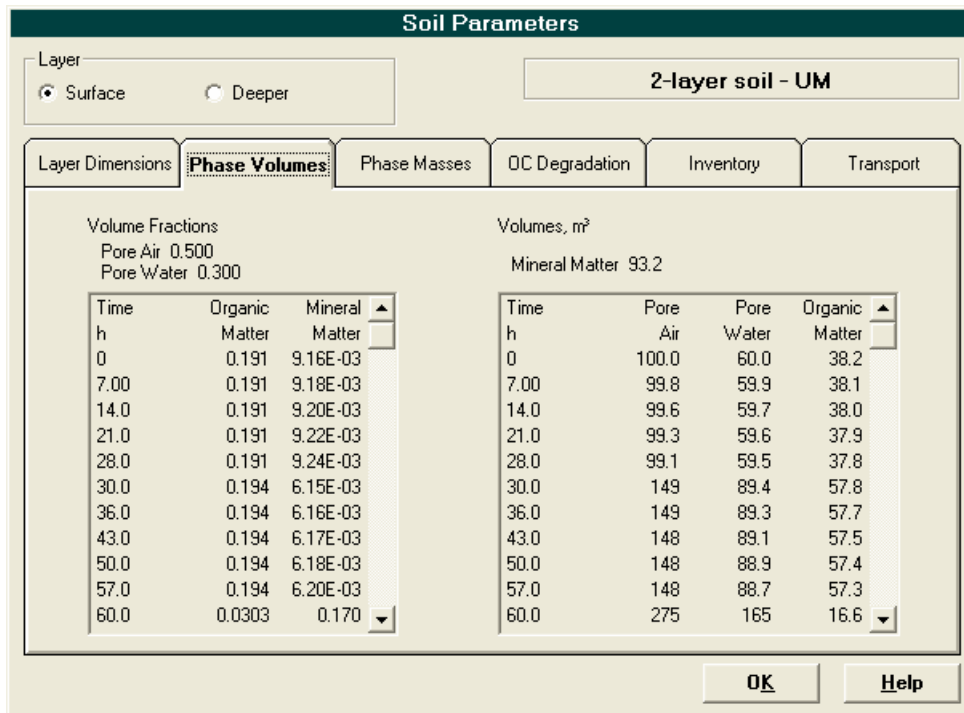 Soil Parameters
Layer
Surface Deeper
2-layer soil - UM
Layer Dimensions Phase Volumes Phase Masses OC Degradation Inventory Transport
Volume Fractions
Pore Air 0.500
Pore Water 0.300
Time Organic Mineral
h Matter Matter
0 0.191 9.16E-03
7.00 0.191 9.18E-03
14.0 0.191 9.20E-03
21.0 0.191 9.22E-03
28.0 0.191 9.24E-03
30.0 0.194 6.15E-03
36.0 0.194 6.16E-03
43.0 0.194 6.17E-03
50.0 0.194 6.18E-03
57.0 0.194 6.20E-03
60.0 0.0303 0.170
Volumes, m³
Mineral Matter 93.2
Time Pore Pore Organic
h Air Water Matter
0 100.0 60.0 38.2
7.00 99.8 59.9 38.1
14.0 99.6 59.7 38.0
21.0 99.3 59.6 37.9
28.0 99.1 59.5 37.8
30.0 149 89.4 57.8
36.0 149 89.3 57.7
43.0 148 89.1 57.5
50.0 148 88.9 57.4
57.0 148 88.7 57.3
60.0 275 165 16.6
OK Help